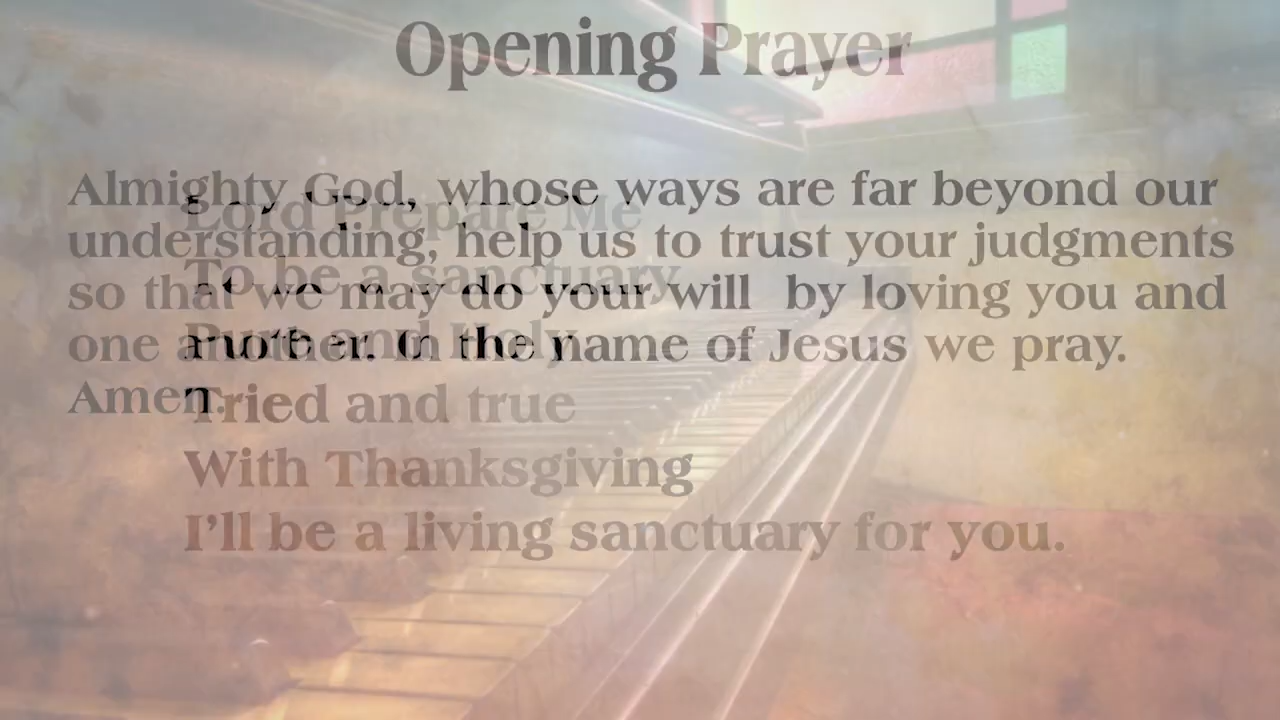 Opening Prayer
Almighty God, whose ways are far beyond our
understanding, help us to trust your judgments
so that we may do your will  by loving you and
one another. In the name of Jesus we pray.
Amen.
Lord Prepare Me
To be a sanctuary
Pure and Holy
Tried and true
With Thanksgiving
I'll be a living sanctuary for you.